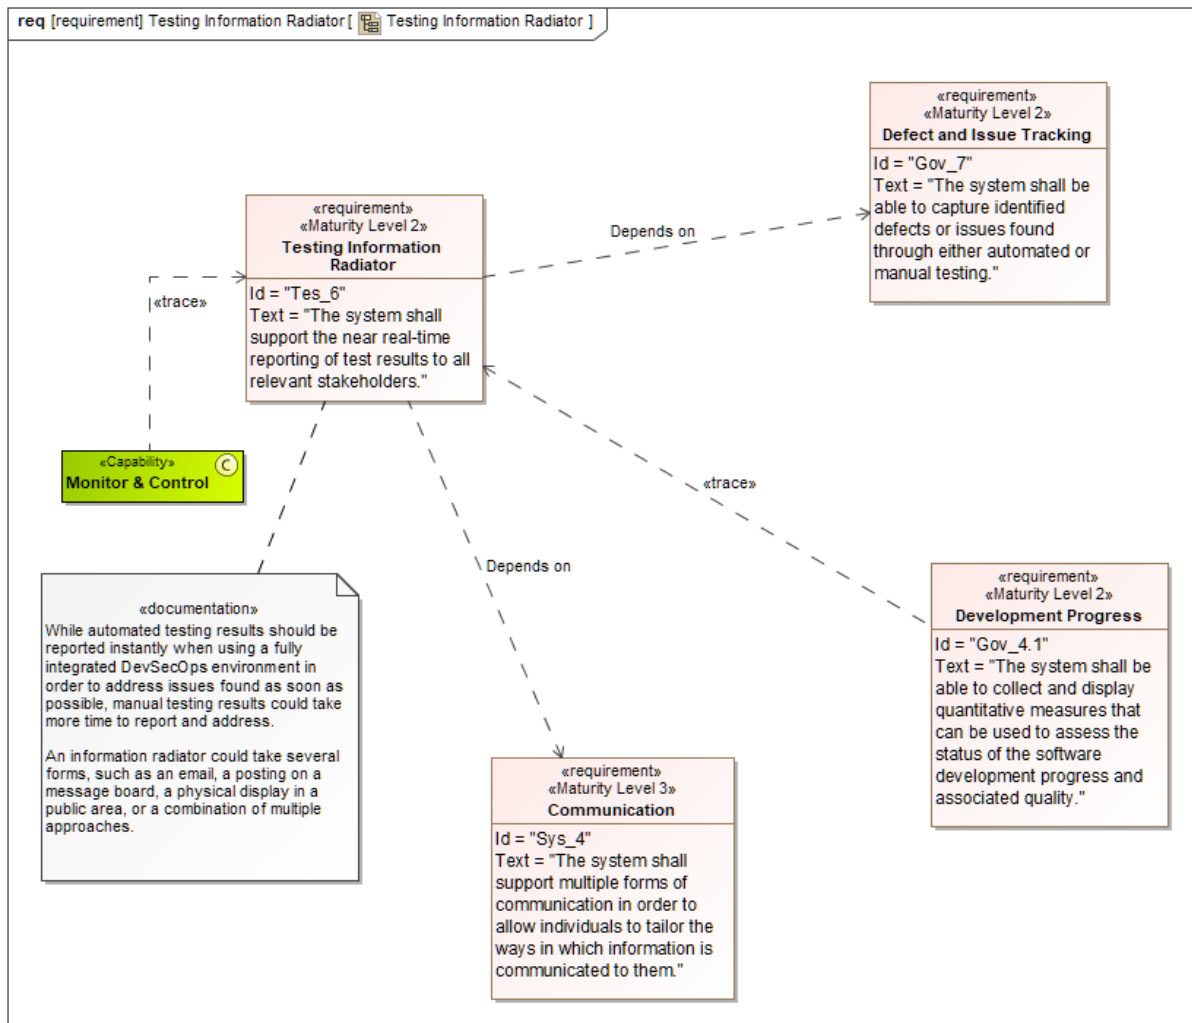 req [requirement] Testing Information Radiator [ Testing Information Radiator ]
«requirement»
«Maturity Level 2»
Defect and Issue Tracking
Id = "Gov_7"
Text = "The system shall be
able to capture identified
defects or issues found
through either automated or
manual testing."
«requirement»
«Maturity Level 2»
Testing Information
Radiator
Id = "Tes_6"
Text = "The system shall
support the near real-time
reporting of test results to all
relevant stakeholders."
Depends on
«trace»
«Capability»
C
Monitor & Control
«trace»
Depends on
«documentation»
While automated testing results should be
reported instantly when using a fully
integrated DevSecOps environment in
order to address issues found as soon as
possible, manual testing results could take
more time to report and address.
An information radiator could take several
forms, such as an email, a posting on a
message board, a physical display in a
public area, or a combination of multiple
approaches.
«requirement»
«Maturity Level 2»
Development Progress
Id = "Gov_4.1"
Text = "The system shall be
able to collect and display
quantitative measures that
can be used to assess the
status of the software
development progress and
associated quality."
«requirement»
«Maturity Level 3»
Communication
Id = "Sys_4"
Text = "The system shall
support multiple forms of
communication in order to
allow individuals to tailor the
ways in which information is
communicated to them."